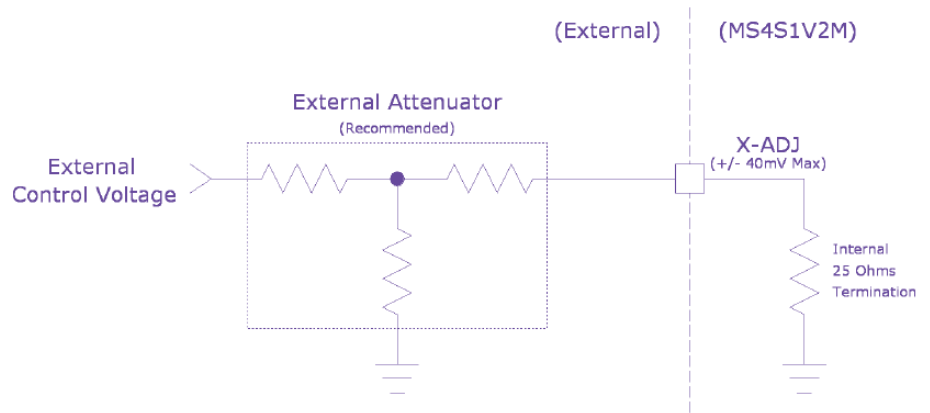 (External)
(MS4S1V2M)
External Attenuator
(Recommended)
External
Control Voltage
X-ADJ
(+/- 40mV Max)
Internal
25 Ohms
Termination